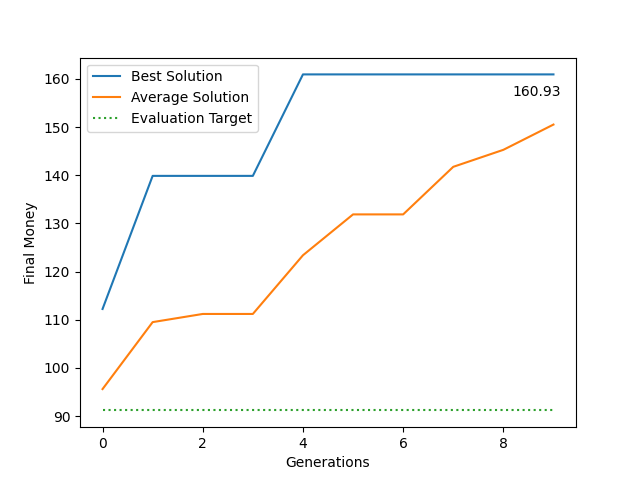 Best Solution
Average Solution
Evaluation Target
160.93
160
150
140
130
120
110
100
90
Final Money
0 2 4 6 8
Generations